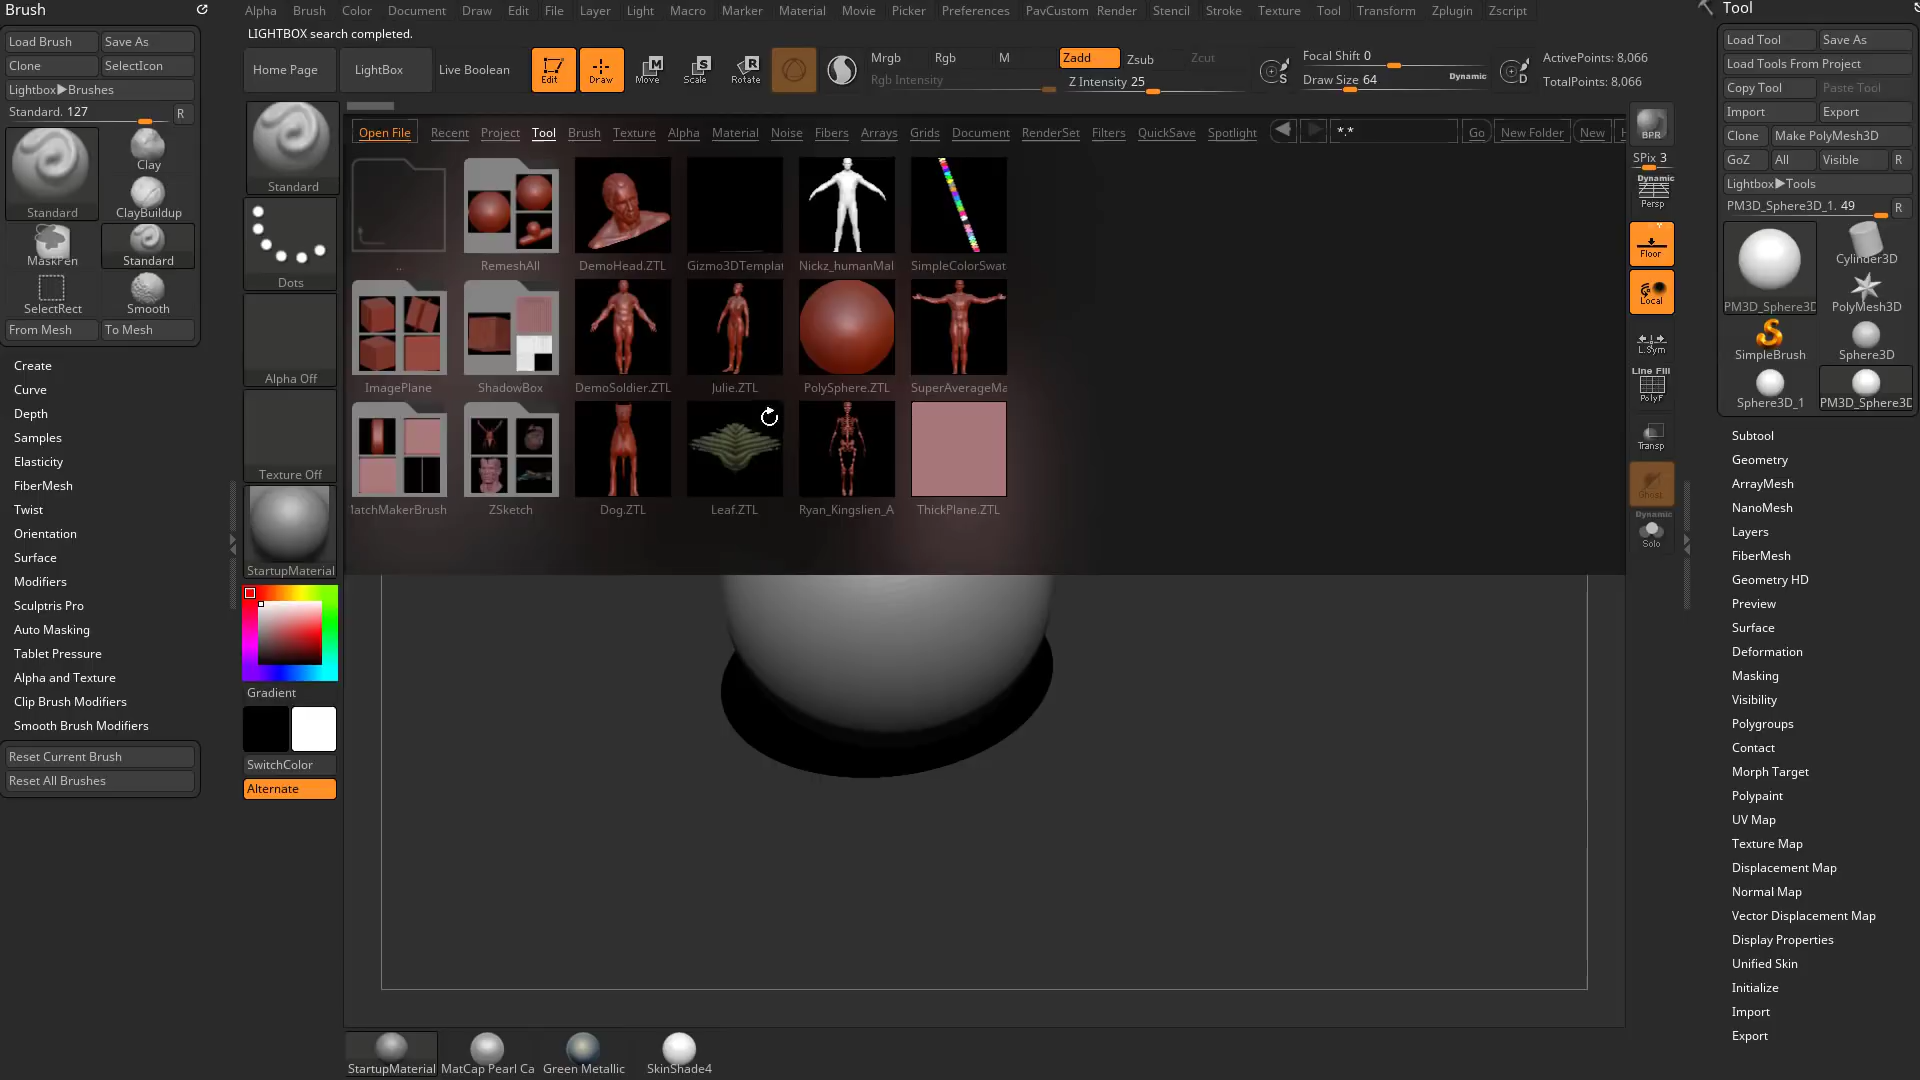 Brush
Alpha Brush Color Document Draw Edit File Layer Light Macro Marker Material Movie Picker Preferences PavCustom Render Stencil Stroke Texture Tool Transform Zplugin Zscript
Tool
LIGHTBOX search completed.
Load Brush Save As
Clone SelectIcon
Lightbox▶Brushes
Standard. 127 R
Standard
Clay
ClayBuildup
MaskPen
Standard
SelectRect
Smooth
From Mesh To Mesh
Create
Curve
Depth
Samples
Elasticity
FiberMesh
Twist
Orientation
Surface
Modifiers
Sculptris Pro
Auto Masking
Tablet Pressure
Alpha and Texture
Clip Brush Modifiers
Smooth Brush Modifiers
Reset Current Brush
Reset All Brushes
Home Page LightBox Live Boolean
Edit Draw Move Scale Rotate
Mrgb Rgb M
Rgb Intensity
Zadd Zsub Zcut
Z Intensity 25
S
Focal Shift 0
Draw Size 64 Dynamic
D
ActivePoints: 8,066
TotalPoints: 8,066
Standard
Dots
Alpha Off
Texture Off
StartupMaterial
Gradient
SwitchColor
Alternate
Open File Recent Project Tool Brush Texture Alpha Material Noise Fibers Arrays Grids Document RenderSet Filters QuickSave Spotlight *.* Go New Folder New H
.. RemeshAll DemoHead.ZTL Gizmo3DTemplat Nickz_humanMal SimpleColorSwat
ImagePlane ShadowBox DemoSoldier.ZTL Julie.ZTL PolySphere.ZTL SuperAverageMa
MatchMakerBrush ZSketch Dog.ZTL Leaf.ZTL Ryan_Kingslien_A ThickPlane.ZTL
StartupMaterial MatCap Pearl Ca Green Metallic SkinShade4
BPR
SPix 3
Dynamic
Persp
Floor
Local
L.Sym
Line Fill
PolyF
Transp
Ghost
Dynamic
Solo
Load Tool Save As
Load Tools From Project
Copy Tool Paste Tool
Import Export
Clone Make PolyMesh3D
GoZ All Visible R
Lightbox▶Tools
PM3D_Sphere3D_1. 49 R
PM3D_Sphere3D
Cylinder3D
PolyMesh3D
SimpleBrush
Sphere3D
Sphere3D_1
PM3D_Sphere3D
Subtool
Geometry
ArrayMesh
NanoMesh
Layers
FiberMesh
Geometry HD
Preview
Surface
Deformation
Masking
Visibility
Polygroups
Contact
Morph Target
Polypaint
UV Map
Texture Map
Displacement Map
Normal Map
Vector Displacement Map
Display Properties
Unified Skin
Initialize
Import
Export